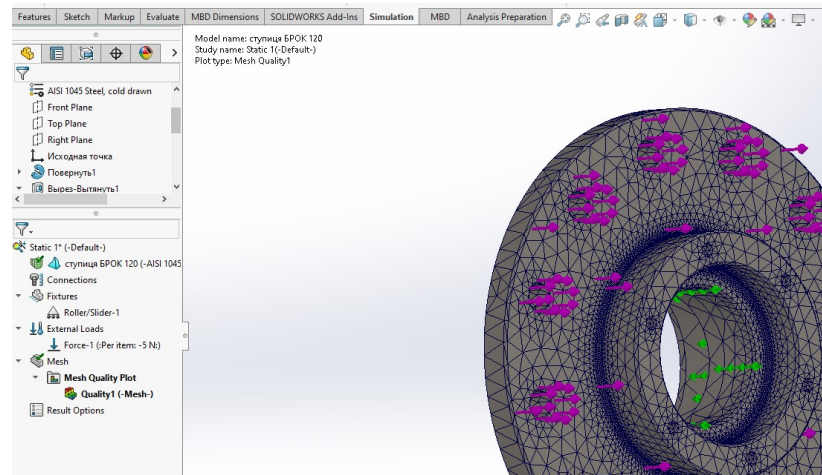 Features Sketch Markup Evaluate MBD Dimensions SOLIDWORKS Add-Ins Simulation MBD Analysis Preparation
Model name: ступица БРОК 120
Study name: Static 1(-Default-)
Plot type: Mesh Quality1
AISI 1045 Steel, cold drawn
Front Plane
Top Plane
Right Plane
Исходная точка
Повернуть1
Вырез-Вытянуть1
Static 1* (-Default-)
ступица БРОК 120 (-AISI 1045
Connections
Fixtures
Roller/Slider-1
External Loads
Force-1 (:Per item: -5 N:)
Mesh
Mesh Quality Plot
Quality1 (-Mesh-)
Result Options